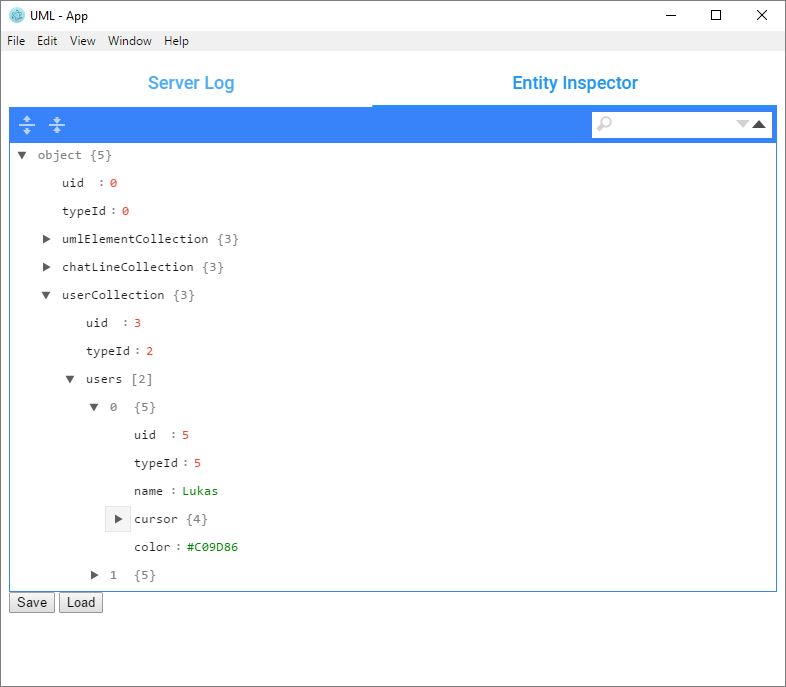 UML - App
File Edit View Window Help
Server Log Entity Inspector
object {5}
uid : 0
typeId : 0
umlElementCollection {3}
chatLineCollection {3}
userCollection {3}
uid : 3
typeId : 2
users [2]
0 {5}
uid : 5
typeId : 5
name : Lukas
cursor {4}
color : #C09D86
1 {5}
Save Load